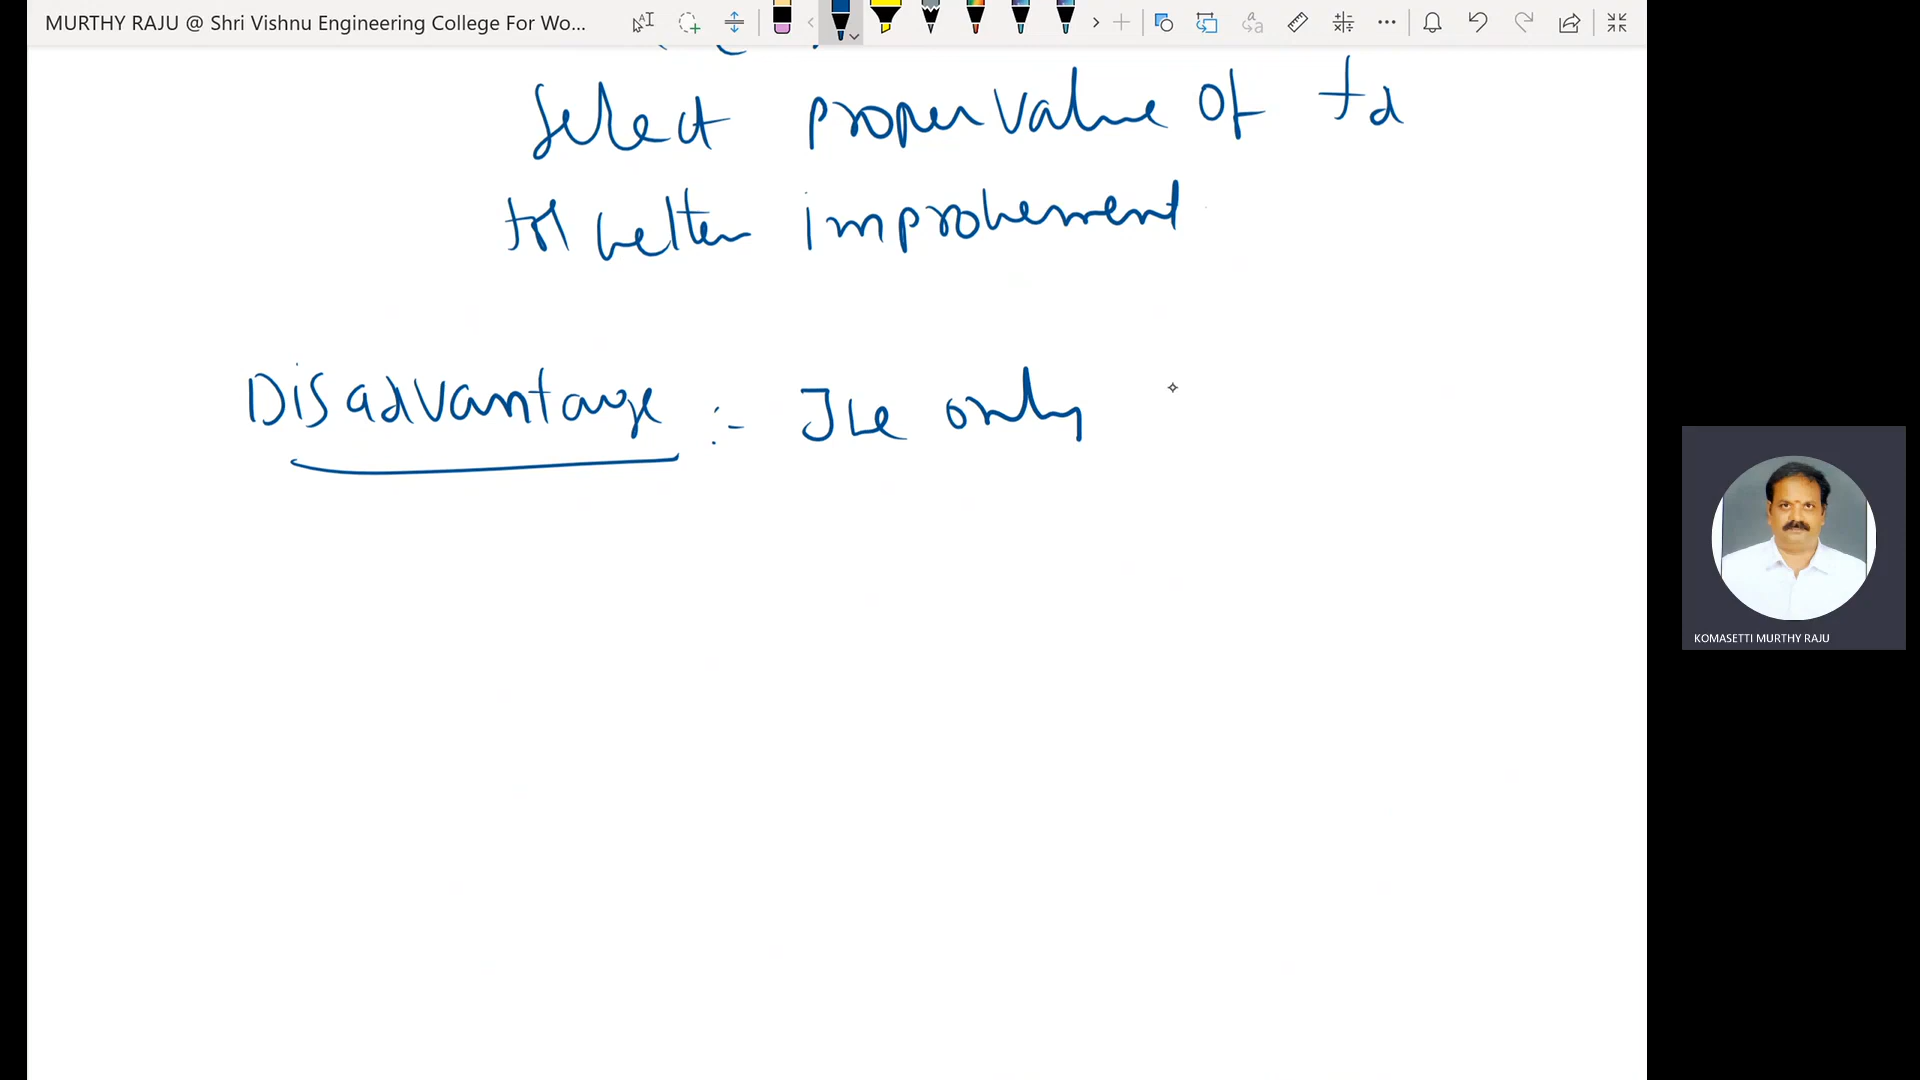 MURTHY RAJU @ Shri Vishnu Engineering College For Wo...
select proper value of fd
for better improvement
Disadvantage :- The only
KOMASETTI MURTHY RAJU